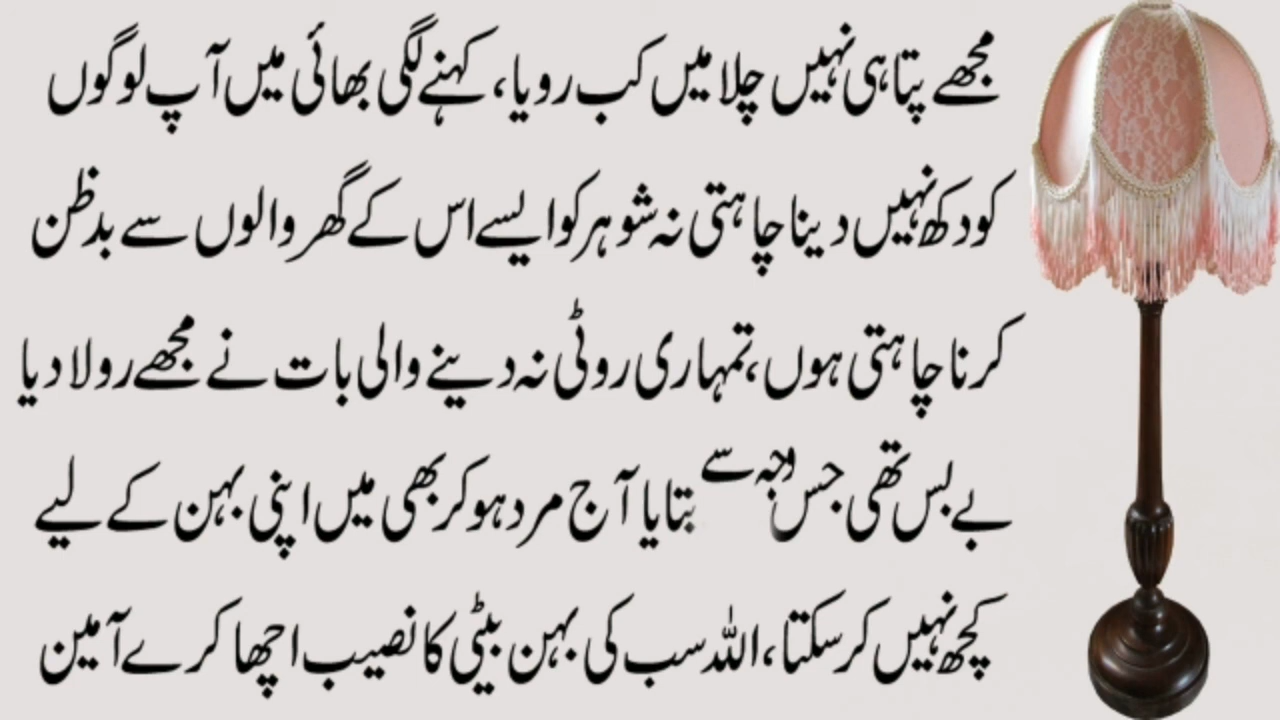 مجھے پتا ہی نہیں چلا میں کب رویا، کہنے لگی بھائی میں آپ لوگوں
کو دکھ نہیں دینا چاہتی نہ شوہر کو ایسے اس کے گھر والوں سے بدظن
کرنا چاہتی ہوں، تمہاری روٹی نہ دینے والی بات نے مجھے رولا دیا
بے بس تھی جس وجہ سے بتایا آج مرد ہو کر بھی میں اپنی بہن کے لیے
کچھ نہیں کر سکتا، اللہ سب کی بہن بیٹی کا نصیب اچھا کرے آمین